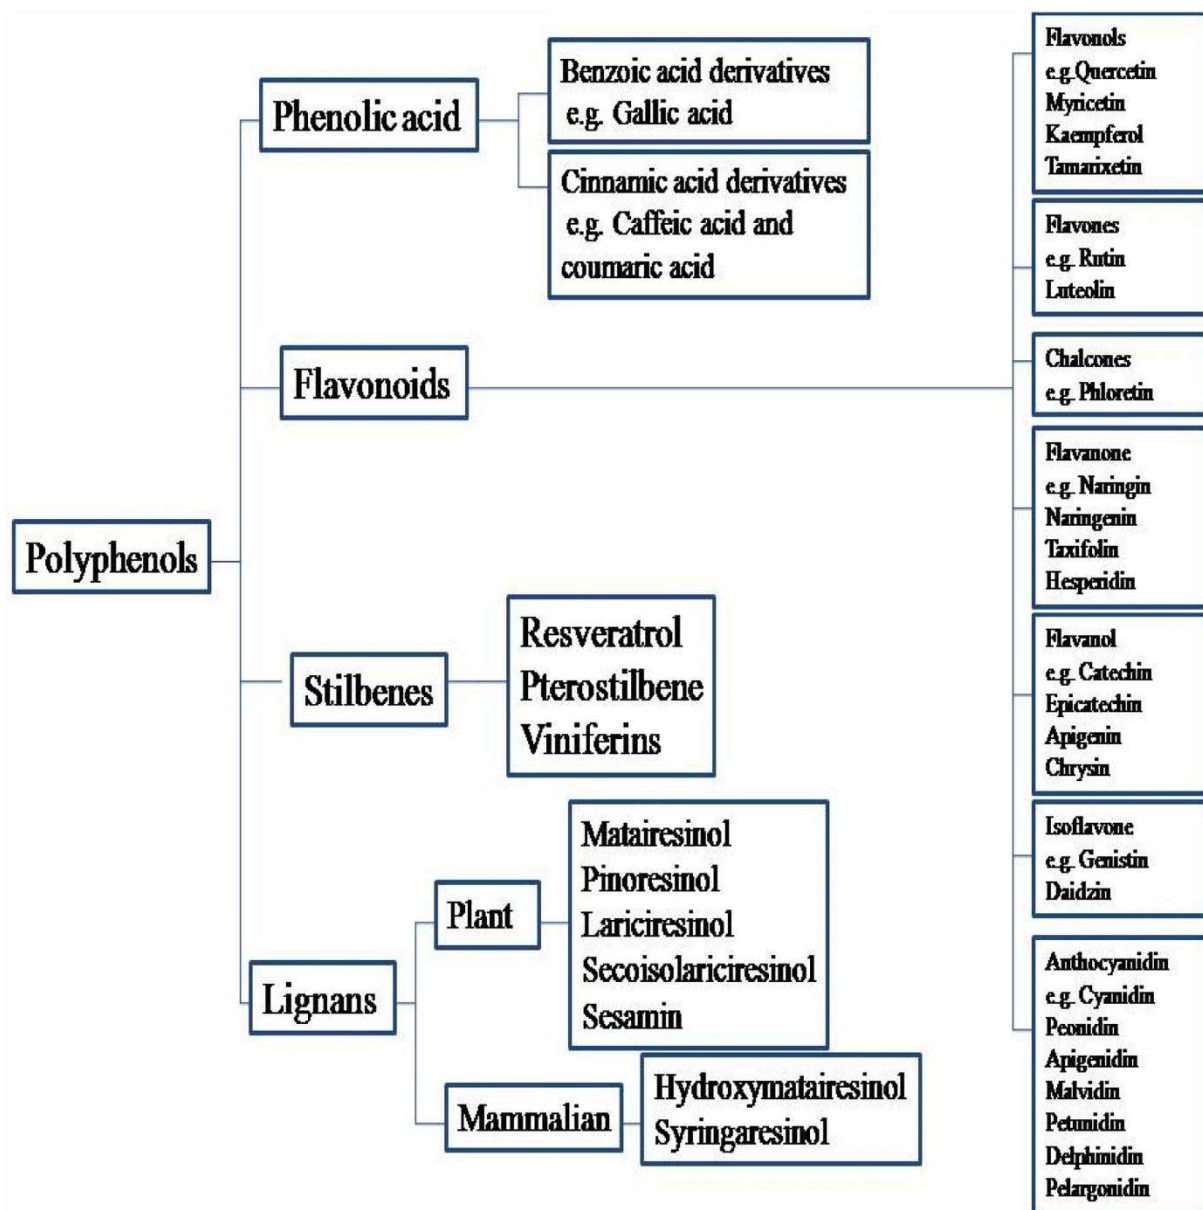 Polyphenols
Phenolic acid
Benzoic acid derivatives
e.g. Gallic acid
Cinnamic acid derivatives
e.g. Caffeic acid and
coumaric acid
Flavonoids
Flavonols
e.g.Quercetin
Myricetin
Kaempferol
Tamarixetin
Flavones
e.g. Rutin
Luteolin
Chalcones
e.g. Phloretin
Flavanone
e.g. Naringin
Naringenin
Taxifolin
Hesperidin
Flavanol
e.g. Catechin
Epicatechin
Apigenin
Chrysin
Isoflavone
e.g. Genistin
Daidzin
Anthocyanidin
e.g. Cyanidin
Peonidin
Apigenidin
Malvidin
Petunidin
Delphinidin
Pelargonidin
Stilbenes
Resveratrol
Pterostilbene
Viniferins
Lignans
Plant
Matairesinol
Pinoresinol
Lariciresinol
Secoisolariciresinol
Sesamin
Mammalian
Hydroxymatairesinol
Syringaresinol